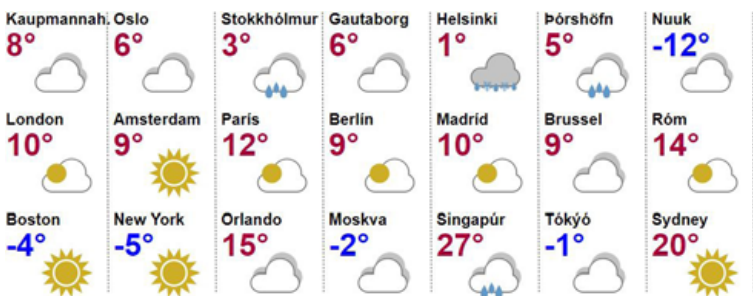 Kaupmannah. Oslo Stokkhólmur Gautaborg Helsinki Þórshöfn Nuuk
8° 6° 3° 6° 1° 5° -12°
London Amsterdam París Berlín Madríd Brussel Róm
10° 9° 12° 9° 10° 9° 14°
Boston New York Orlando Moskva Singapúr Tókýó Sydney
-4° -5° 15° -2° 27° -1° 20°